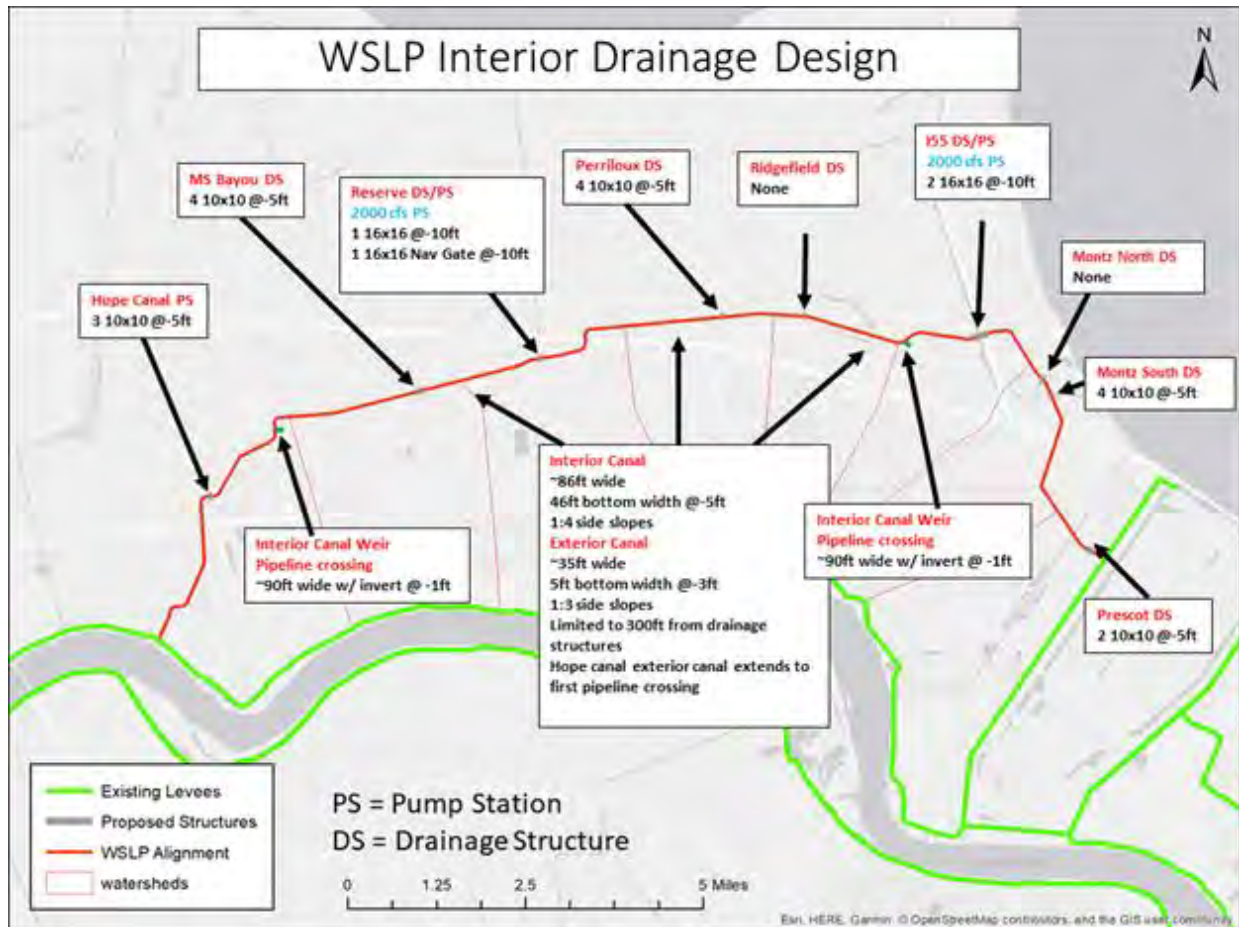 WSLP Interior Drainage Design
N
I55 DS/PS
2000 cfs PS
2 16x16 @-10ft
Perriloux DS
4 10x10 @-5ft
Ridgefield DS
None
MS Bayou DS
4 10x10 @-5ft
Reserve DS/PS
2000 cfs PS
1 16x16 @-10ft
1 16x16 Nav Gate @-10ft
Montz North DS
None
Hope Canal PS
3 10x10 @-5ft
Montz South DS
4 10x10 @-5ft
Interior Canal
~86ft wide
46ft bottom width @-5ft
1:4 side slopes
Exterior Canal
~35ft wide
5ft bottom width @-3ft
1:3 side slopes
Limited to 300ft from drainage
structures
Hope canal exterior canal extends to
first pipeline crossing
Interior Canal Weir
Pipeline crossing
~90ft wide w/ invert @ -1ft
Interior Canal Weir
Pipeline crossing
~90ft wide w/ invert @ -1ft
Prescot DS
2 10x10 @-5ft
Existing Levees
Proposed Structures
WSLP Alignment
watersheds
PS = Pump Station
DS = Drainage Structure
0 1.25 2.5 5 Miles
Esri, HERE, Garmin, © OpenStreetMap contributors, and the GIS user community